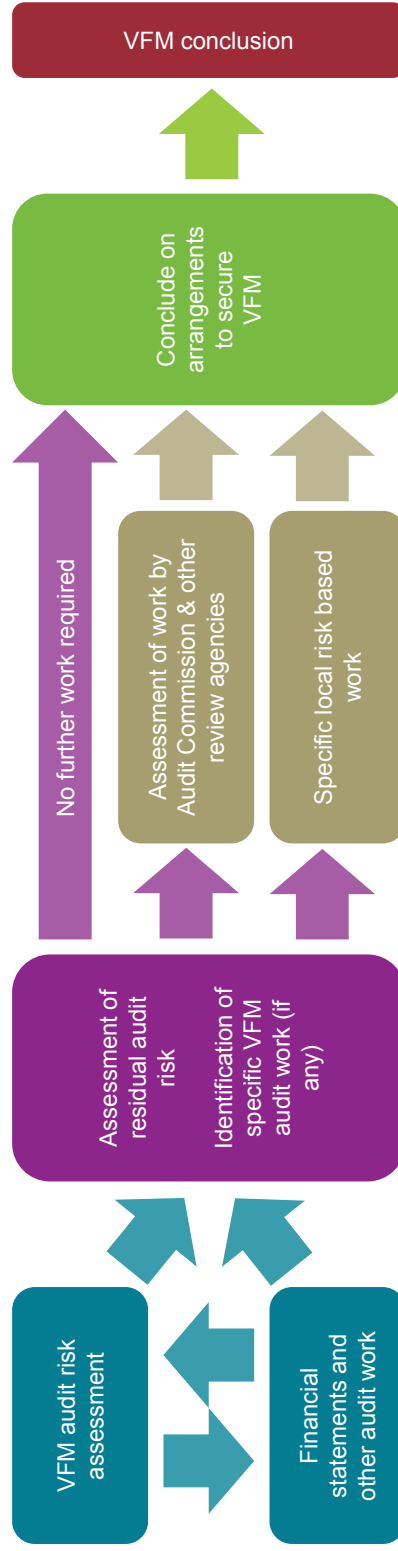 VFM audit risk
assessment
Financial
statements and
other audit work
Assessment of
residual audit
risk
Identification of
specific VFM
audit work (if
any)
No further work required
Assessment of work by
Audit Commission & other
review agencies
Specific local risk based
work
Conclude on
arrangements
to secure
VFM
VFM conclusion